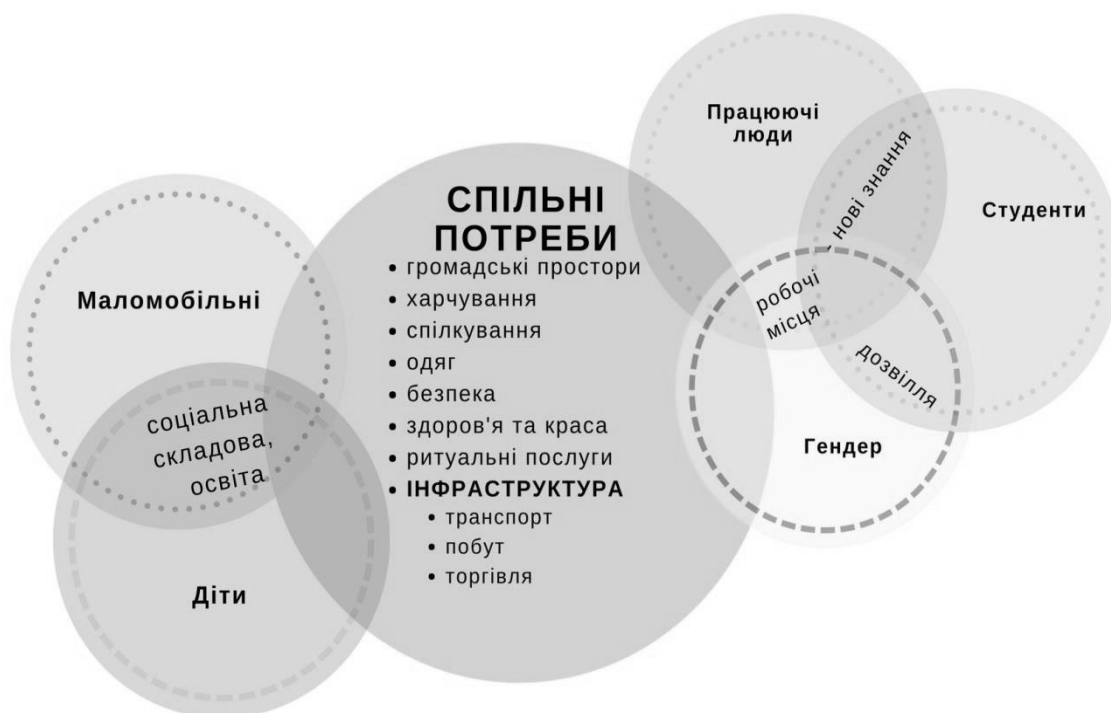 Працюючі
люди
- нові знання
Студенти
СПІЛЬНІ
ПОТРЕБИ
• громадські простори
• харчування
• спілкування
• одяг
• безпека
• здоров'я та краса
• ритуальні послуги
• ІНФРАСТРУКТУРА
• транспорт
• побут
• торгівля
Маломобільні
соціальна
складова,
освіта
Діти
робочі
місця
дозвілля
Гендер